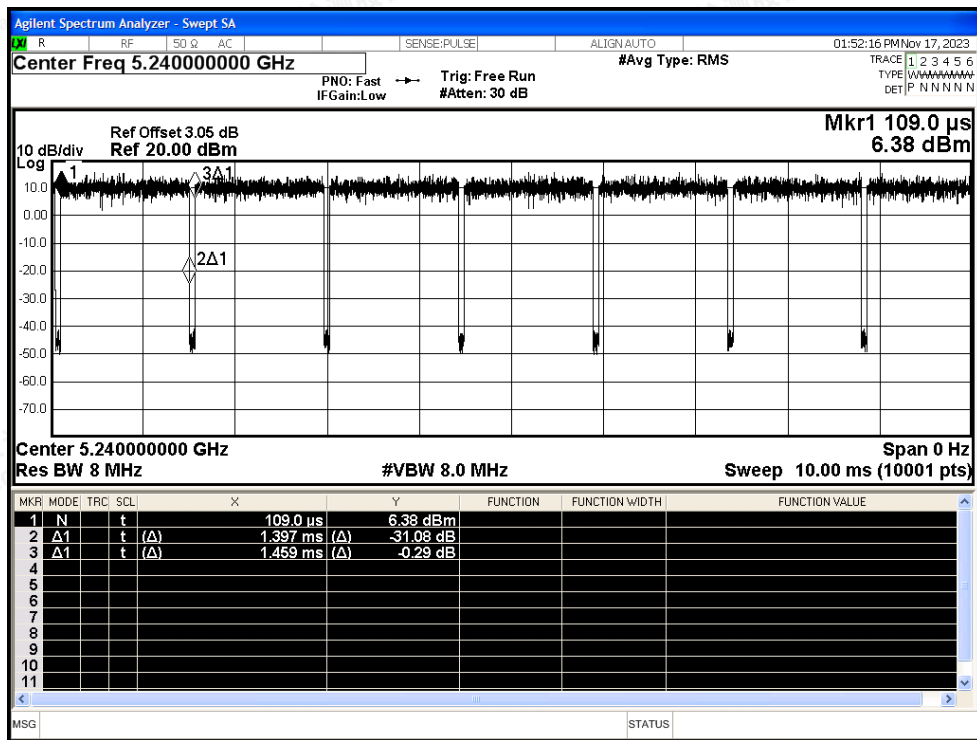 Agilent Spectrum Analyzer - Swept SA
LXI R RF 50 Ω AC SENSE:PULSE ALIGN AUTO 01:52:16 PM Nov 17, 2023
Center Freq 5.240000000 GHz #Avg Type: RMS TRACE 1 2 3 4 5 6
PNO: Fast Trig: Free Run TYPE WWWWWW
IFGain:Low #Atten: 30 dB DET P N N N N N
Mkr1 109.0 µs
Ref Offset 3.05 dB
10 dB/div Ref 20.00 dBm 6.38 dBm
Log
1 3Δ1
10.0
0.00
-10.0
2Δ1
-20.0
-30.0
-40.0
-50.0
-60.0
-70.0
Center 5.240000000 GHz Span 0 Hz
Res BW 8 MHz #VBW 8.0 MHz Sweep 10.00 ms (10001 pts)
MKR MODE TRC SCL X Y FUNCTION FUNCTION WIDTH FUNCTION VALUE
1 N t 109.0 µs 6.38 dBm
2 Δ1 t (Δ) 1.397 ms (Δ) -31.08 dB
3 Δ1 t (Δ) 1.459 ms (Δ) -0.29 dB
4
5
6
7
8
9
10
11
MSG STATUS